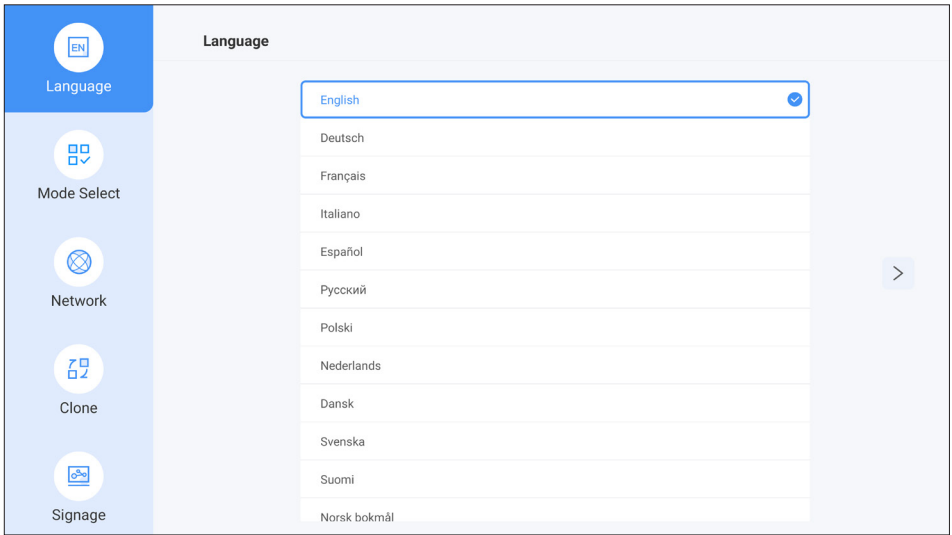 EN
Language
Mode Select
Network
Clone
Signage
Language
English
Deutsch
Français
Italiano
Español
Русский
Polski
Nederlands
Dansk
Svenska
Suomi
Norsk bokmål